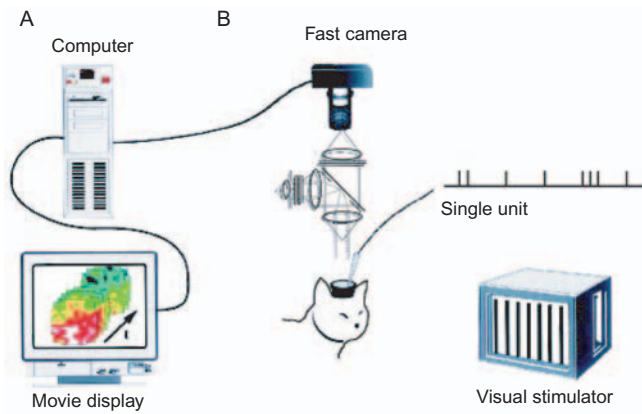 A
B
Computer
Fast camera
Single unit
Movie display
Visual stimulator